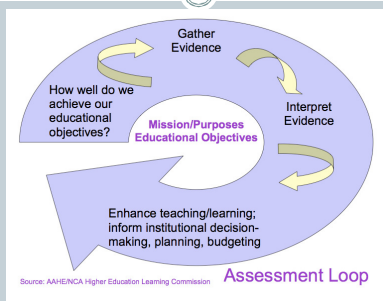 Gather
Evidence
How well do we
achieve our
educational
objectives?
Mission/Purposes
Educational Objectives
Interpret
Evidence
Enhance teaching/learning;
inform institutional decision-
making, planning, budgeting
Source: AAHE/NCA Higher Education Learning Commission
Assessment Loop